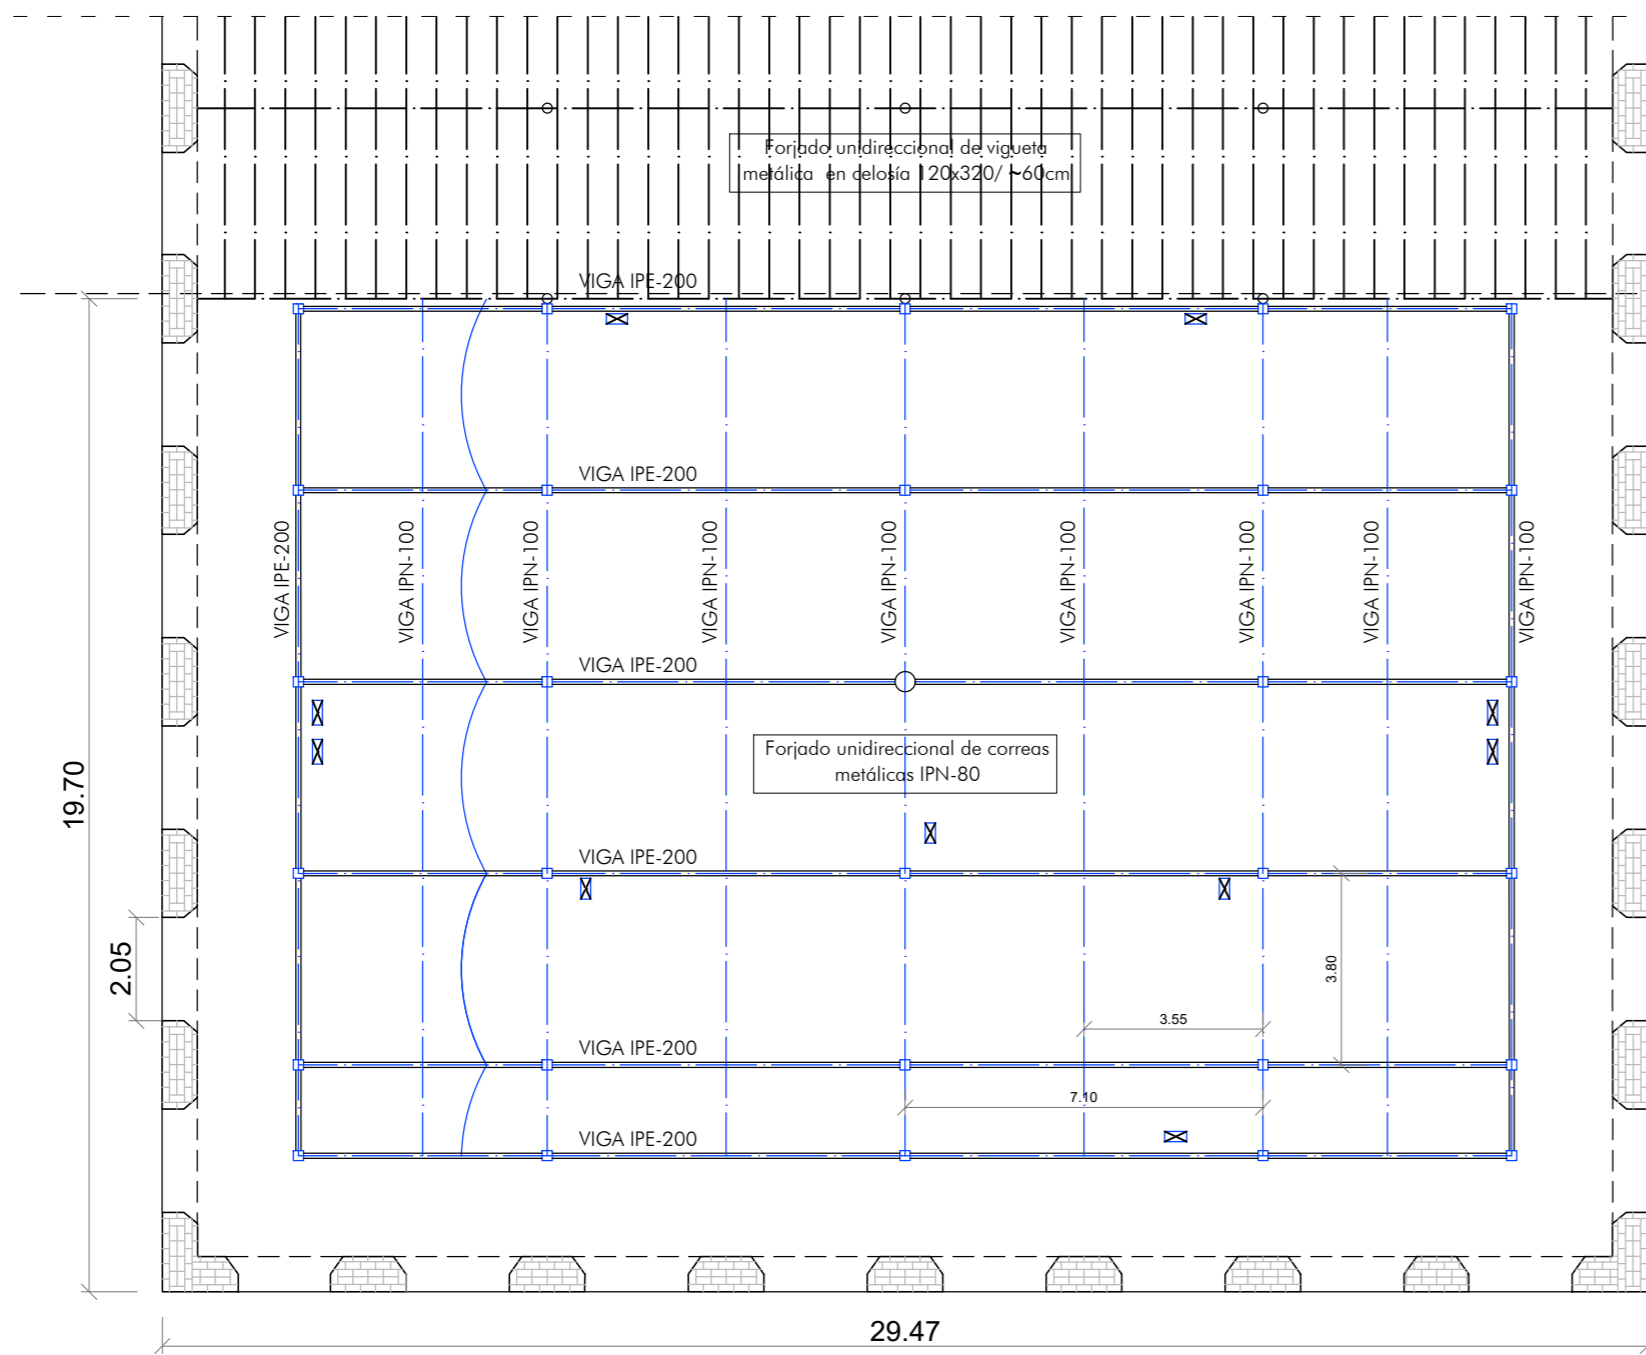 Forjado unidireccional de vigueta
metálica en celosía 120x320/ ~60cm
VIGA IPE-200
VIGA IPE-200
VIGA IPE-200
VIGA IPN-100
VIGA IPN-100
VIGA IPN-100
VIGA IPN-100
VIGA IPN-100
VIGA IPN-100
VIGA IPN-100
VIGA IPN-100
VIGA IPE-200
Forjado unidireccional de correas
metálicas IPN-80
19.70
VIGA IPE-200
2.05
3.80
3.55
VIGA IPE-200
7.10
VIGA IPE-200
29.47